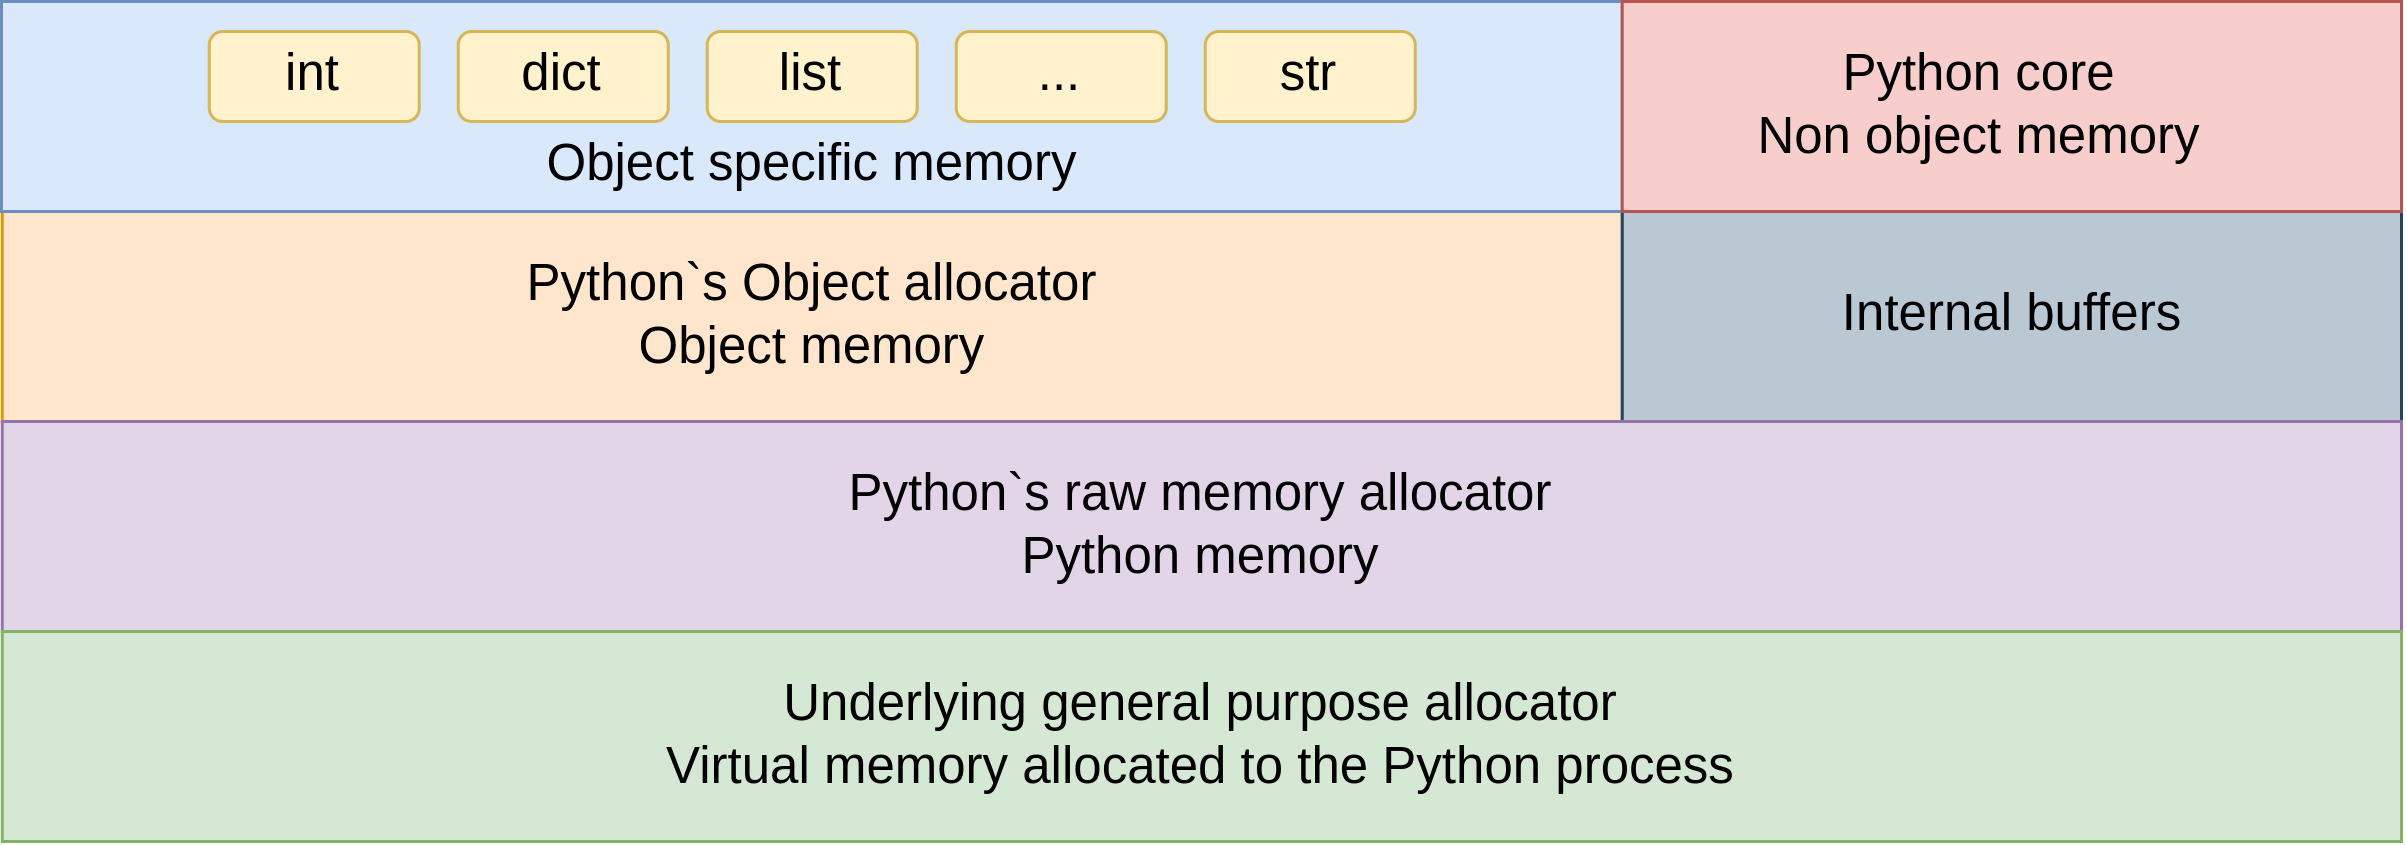 int
dict
list
...
str
Object specific memory
Python core
Non object memory
Python`s Object allocator
Object memory
Internal buffers
Python`s raw memory allocator
Python memory
Underlying general purpose allocator
Virtual memory allocated to the Python process